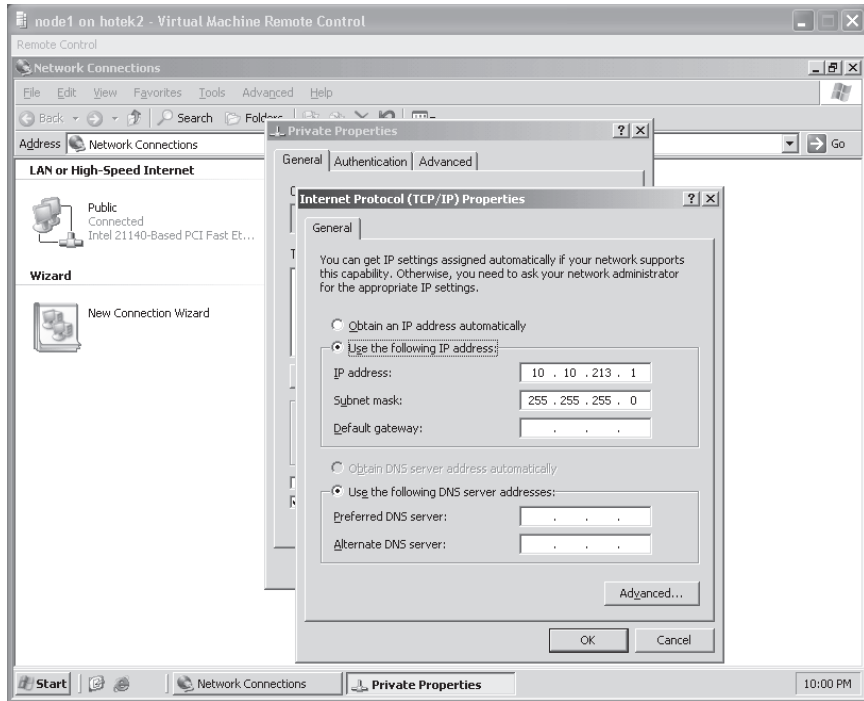 node1 on hotek2 - Virtual Machine Remote Control
Remote Control
Network Connections
File Edit View Favorites Tools Advanced Help
Back Search Folders
Address Network Connections Go
LAN or High-Speed Internet
Public
Connected
Intel 21140-Based PCI Fast Et...
Wizard
New Connection Wizard
Private Properties
General Authentication Advanced
Internet Protocol (TCP/IP) Properties
General
You can get IP settings assigned automatically if your network supports
this capability. Otherwise, you need to ask your network administrator
for the appropriate IP settings.
Obtain an IP address automatically
Use the following IP address:
IP address: 10 . 10 . 213 . 1
Subnet mask: 255 . 255 . 255 . 0
Default gateway: . . .
Obtain DNS server address automatically
Use the following DNS server addresses:
Preferred DNS server: . . .
Alternate DNS server: . . .
Advanced...
OK Cancel
Start Network Connections Private Properties 10:00 PM